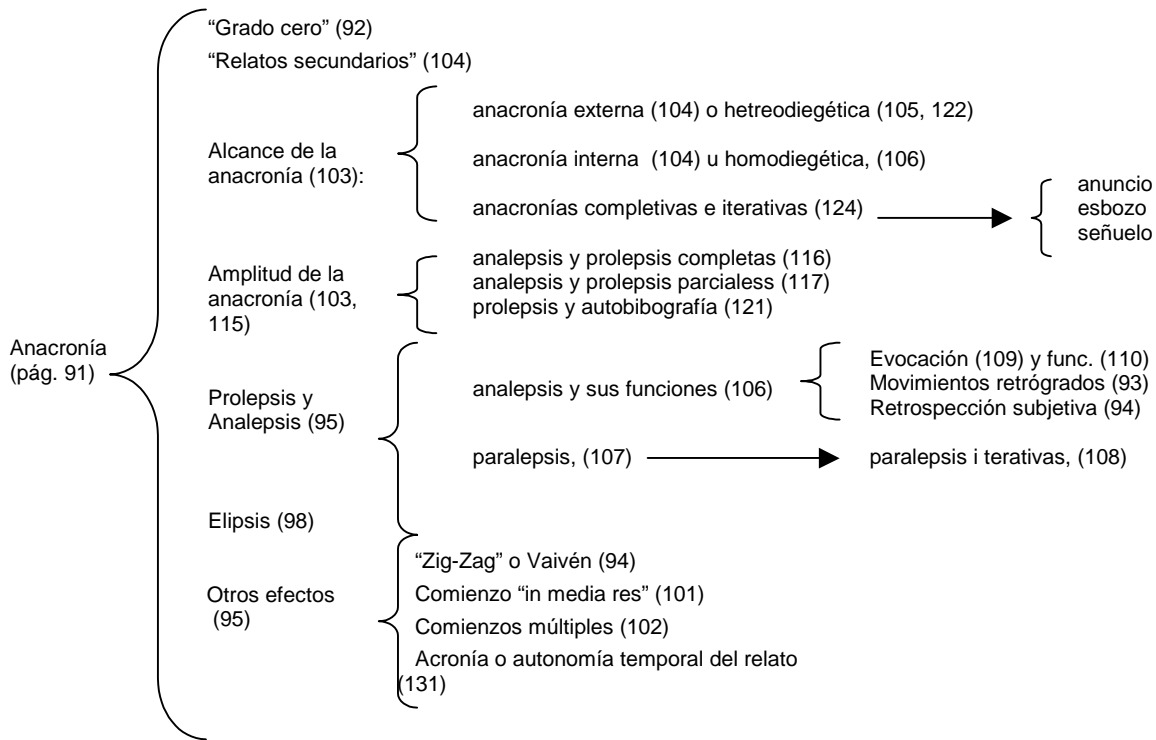 “Grado cero” (92)
“Relatos secundarios” (104)
Alcance de la
anacronía (103):
anacronía externa (104) o hetreodiegética (105, 122)
anacronía interna (104) u homodiegética, (106)
anacronías completivas e iterativas (124)
anuncio
esbozo
señuelo
Amplitud de la
anacronía (103,
115)
analepsis y prolepsis completas (116)
analepsis y prolepsis parcialess (117)
prolepsis y autobibografía (121)
Anacronía
(pág. 91)
Prolepsis y
Analepsis (95)
analepsis y sus funciones (106)
Evocación (109) y func. (110)
Movimientos retrógrados (93)
Retrospección subjetiva (94)
paralepsis, (107)
paralepsis i terativas, (108)
Elipsis (98)
Otros efectos
(95)
“Zig-Zag” o Vaivén (94)
Comienzo “in media res” (101)
Comienzos múltiples (102)
Acronía o autonomía temporal del relato
(131)